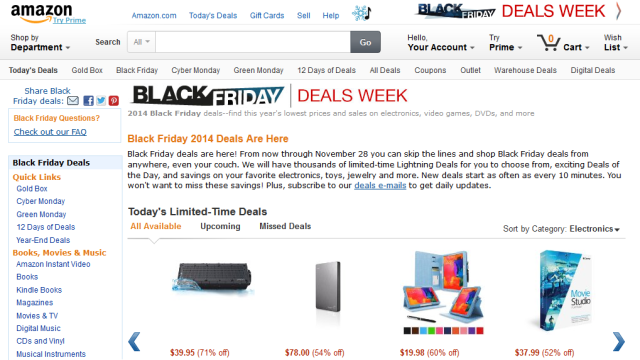 amazon
Try Prime
Amazon.com Today's Deals Gift Cards Sell Help
BLACK FRIDAY DEALS WEEK
Shop by
Department
Search All Go
Hello,
Your Account
Try
Prime
0
Cart
Wish
List
Today's Deals Gold Box Black Friday Cyber Monday Green Monday 12 Days of Deals All Deals Coupons Outlet Warehouse Deals Digital Deals
Share Black
Friday deals:
Black Friday Questions?
Check out our FAQ
Black Friday Deals
Quick Links
Gold Box
Cyber Monday
Green Monday
12 Days of Deals
Year-End Deals
Books, Movies & Music
Amazon Instant Video
Books
Kindle Books
Magazines
Movies & TV
Digital Music
CDs and Vinyl
Musical Instruments
BLACK FRIDAY DEALS WEEK
2014 Black Friday deals--find this year's lowest prices and sales on electronics, video games, DVDs, and more
Black Friday 2014 Deals Are Here
Black Friday deals are here! From now through November 28 you can skip the lines and shop Black Friday deals from
anywhere, even your couch. We will have thousands of limited-time Lightning Deals for you to choose from, exciting Deals of
the Day, and savings on your favorite electronics, toys, jewelry and more. New deals start as often as every 10 minutes. You
won't want to miss these savings! Plus, subscribe to our deals e-mails to get daily updates.
Today's Limited-Time Deals
All Available Upcoming Missed Deals
Sort by Category: Electronics
Movie
Studio
$39.95 (71% off) $78.00 (54% off) $19.98 (60% off) $37.99 (52% off)